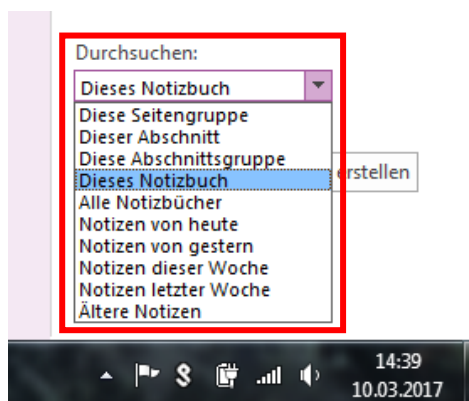 Durchsuchen:
Dieses Notizbuch
Diese Seitengruppe
Dieser Abschnitt
Diese Abschnittsgruppe
Dieses Notizbuch
erstellen
Alle Notizbücher
Notizen von heute
Notizen von gestern
Notizen dieser Woche
Notizen letzter Woche
Ältere Notizen
14:39
10.03.2017